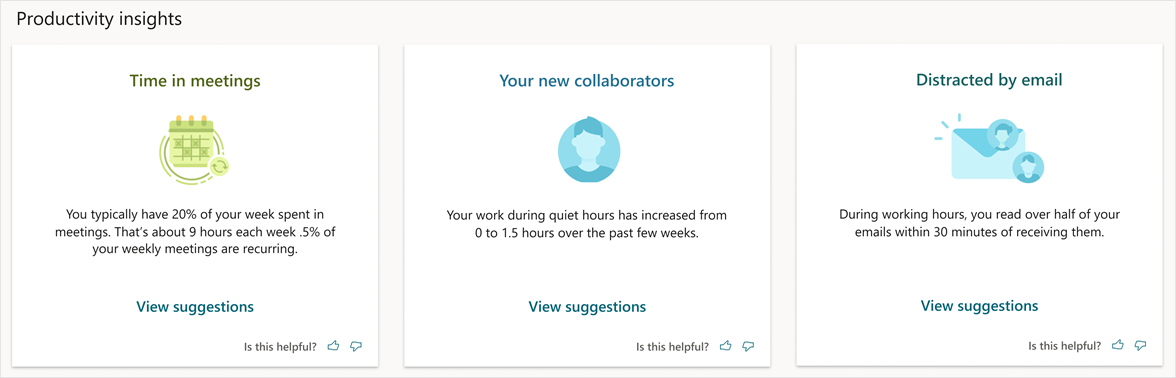 Productivity insights
Time in meetings
You typically have 20% of your week spent in
meetings. That's about 9 hours each week .5% of
your weekly meetings are recurring.
View suggestions
Is this helpful?
Your new collaborators
Your work during quiet hours has increased from
0 to 1.5 hours over the past few weeks.
View suggestions
Is this helpful?
Distracted by email
During working hours, you read over half of your
emails within 30 minutes of receiving them.
View suggestions
Is this helpful?